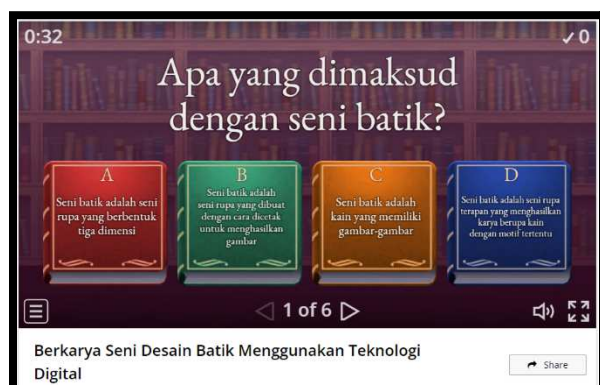 0:32
✓0
Apa yang dimaksud
dengan seni batik?
A
Seni batik adalah seni
rupa yang berbentuk
tiga dimensi
B
Seni batik adalah
seni rupa yang dibuat
dengan cara dicetak
untuk menghasilkan
gambar
C
Seni batik adalah
kain yang memiliki
gambar-gambar
D
Seni batik adalah seni rupa
terapan yang menghasilkan
karya berupa kain
dengan motif tertentu
1 of 6
Berkarya Seni Desain Batik Menggunakan Teknologi
Digital
Share